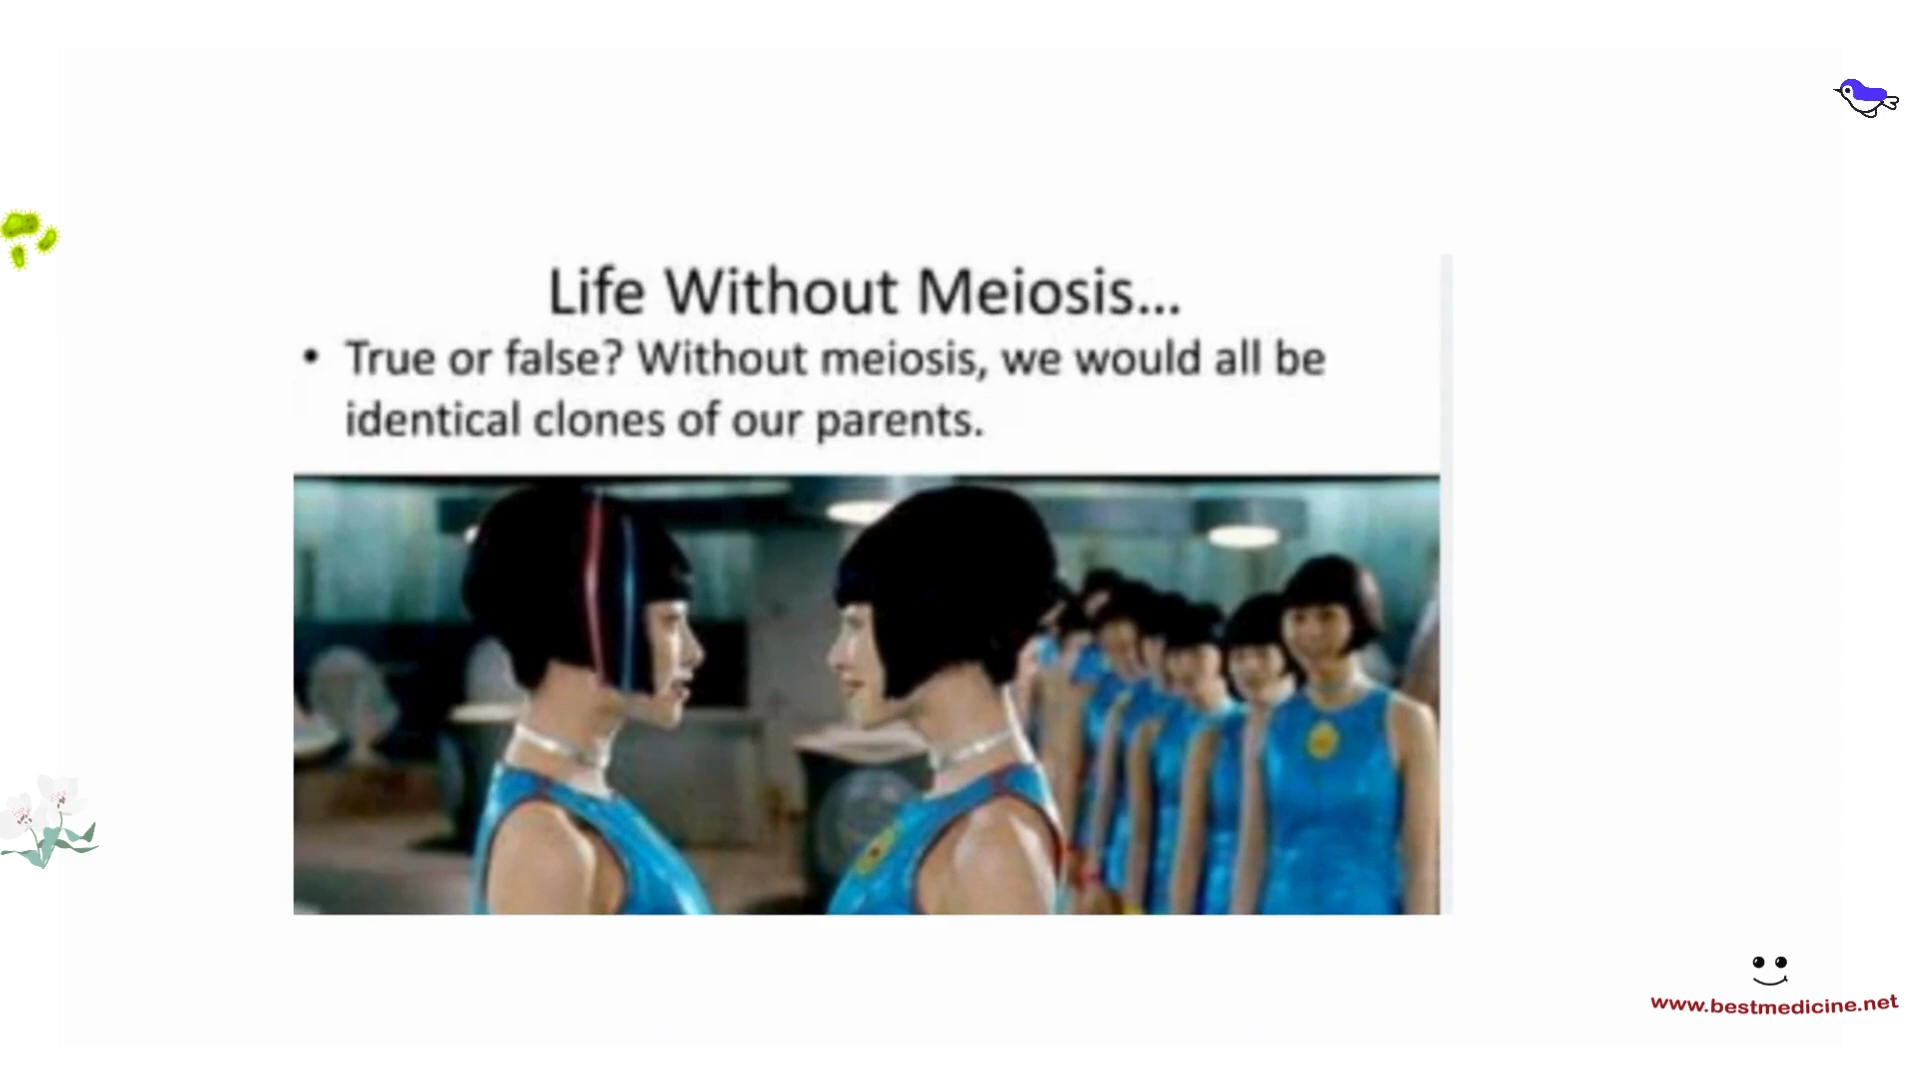 Life Without Meiosis...
• True or false? Without meiosis, we would all be
identical clones of our parents.
www.bestmedicine.net